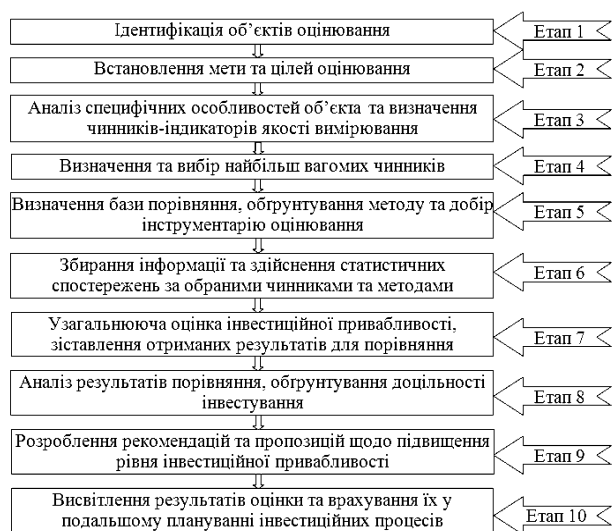 Ідентифікація об’єктів оцінювання
Етап 1
Встановлення мети та цілей оцінювання
Етап 2
Аналіз специфічних особливостей об’єкта та визначення
чинників-індикаторів якості вимірювання
Етап 3
Визначення та вибір найбільш вагомих чинників
Етап 4
Визначення бази порівняння, обґрунтування методу та добір
інструментарію оцінювання
Етап 5
Збирання інформації та здійснення статистичних
спостережень за обраними чинниками та методами
Етап 6
Узагальнююча оцінка інвестиційної привабливості,
зіставлення отриманих результатів для порівняння
Етап 7
Аналіз результатів порівняння, обґрунтування доцільності
інвестування
Етап 8
Розроблення рекомендацій та пропозицій щодо підвищення
рівня інвестиційної привабливості
Етап 9
Висвітлення результатів оцінки та врахування їх у
подальшому плануванні інвестиційних процесів
Етап 10